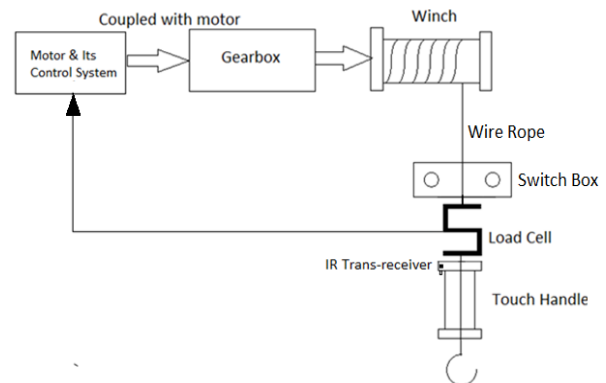 Coupled with motor
Winch
Motor & Its
Control System
Gearbox
Wire Rope
Switch Box
Load Cell
IR Trans-receiver
Touch Handle